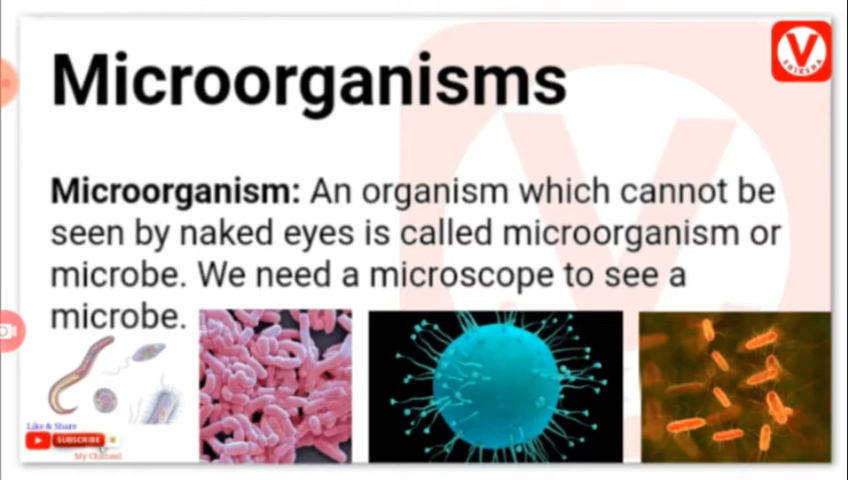 Microorganisms
V
SHIKSHA
Microorganism: An organism which cannot be
seen by naked eyes is called microorganism or
microbe. We need a microscope to see a
microbe.
Like & Share
SUBSCRIBE
My Channel